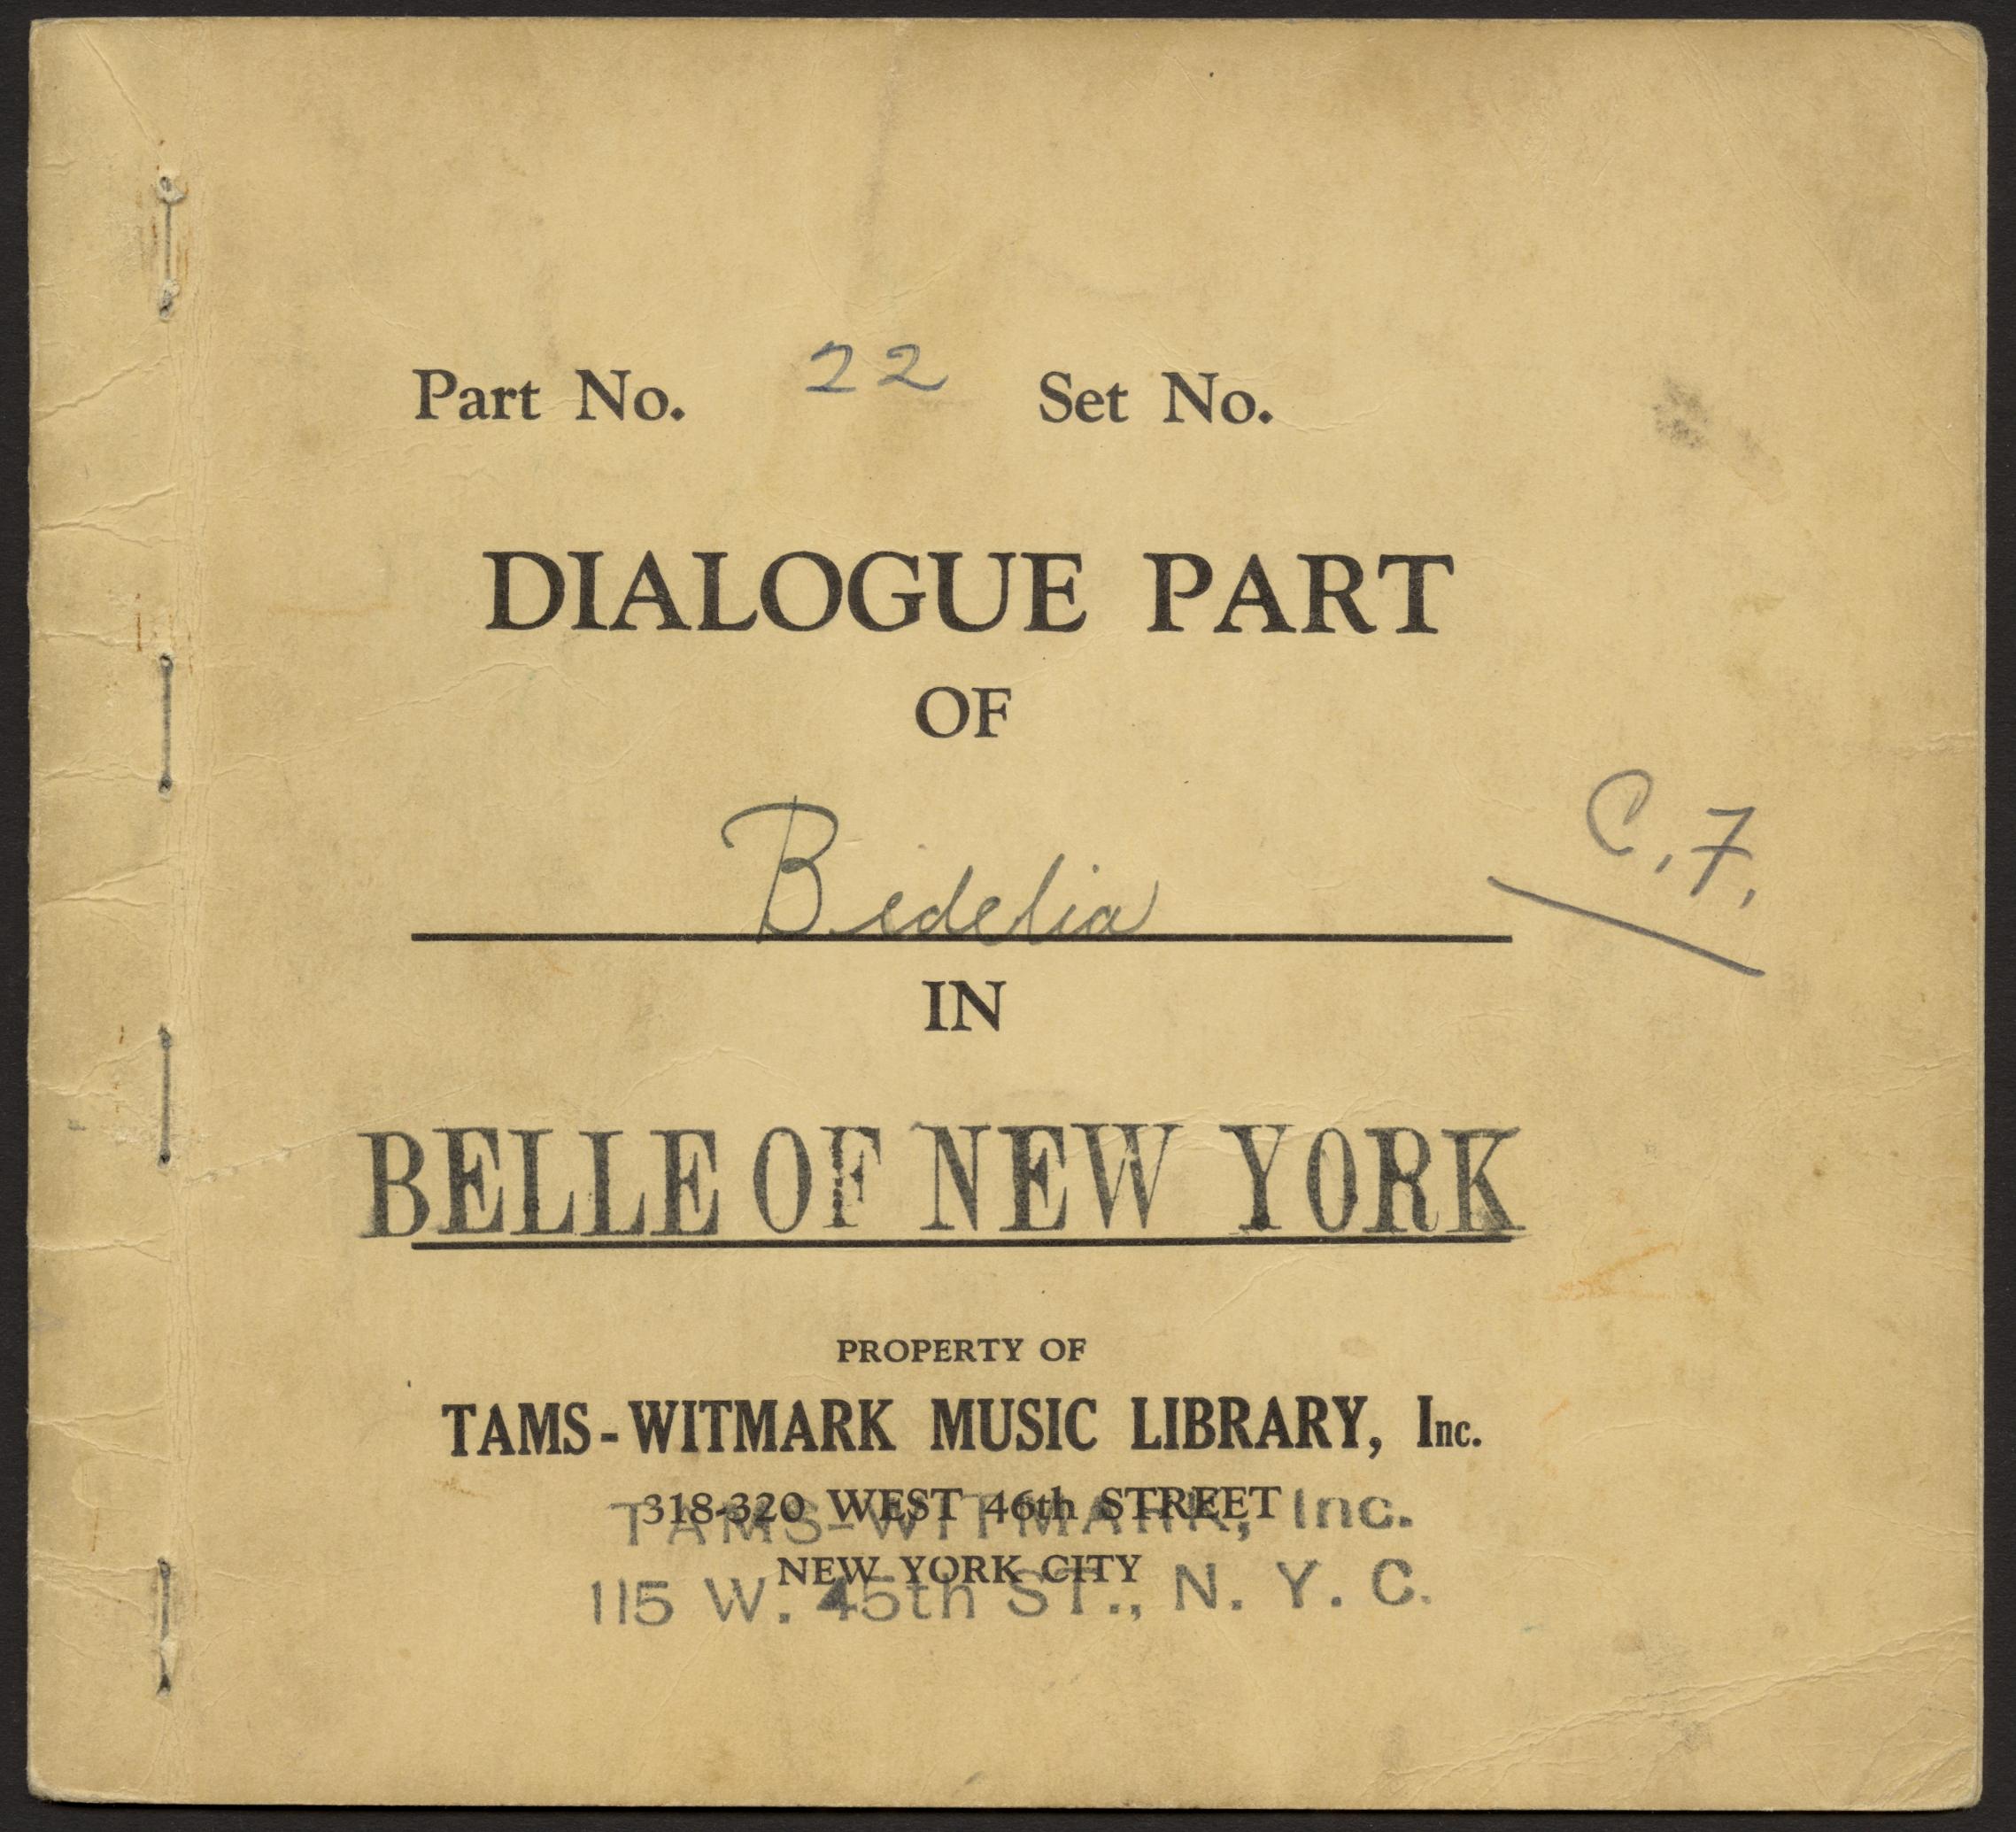 Part No. 22 Set No.
DIALOGUE PART
OF
Bidelia
C.7.
IN
BELLE OF NEW YORK
PROPERTY OF
TAMS-WITMARK MUSIC LIBRARY, Inc.
318-320 WEST 46th STREET
TAMS-WITMARK, Inc.
NEW YORK CITY
115 W. 45th ST., N. Y. C.